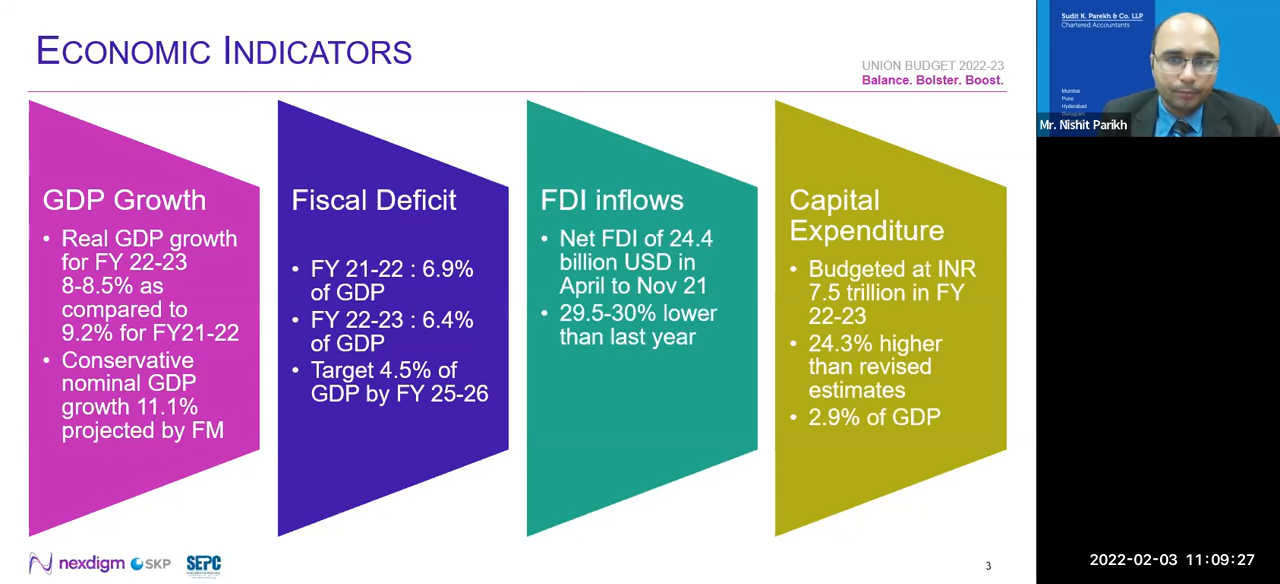 ECONOMIC INDICATORS
UNION BUDGET 2022-23
Balance. Bolster. Boost.
GDP Growth
• Real GDP growth
for FY 22-23
8-8.5% as
compared to
9.2% for FY21-22
• Conservative
nominal GDP
growth 11.1%
projected by FM
Fiscal Deficit
• FY 21-22 : 6.9%
of GDP
• FY 22-23 : 6.4%
of GDP
• Target 4.5% of
GDP by FY 25-26
FDI inflows
• Net FDI of 24.4
billion USD in
April to Nov 21
• 29.5-30% lower
than last year
Capital
Expenditure
• Budgeted at INR
7.5 trillion in FY
22-23
• 24.3% higher
than revised
estimates
• 2.9% of GDP
nexdigm SKP
SEPC
3
Sudit K. Parekh & Co. LLP
Chartered Accountants
Mumbai
Pune
Hyderabad
Mr. Nishit Parikh
2022-02-03 11:09:27